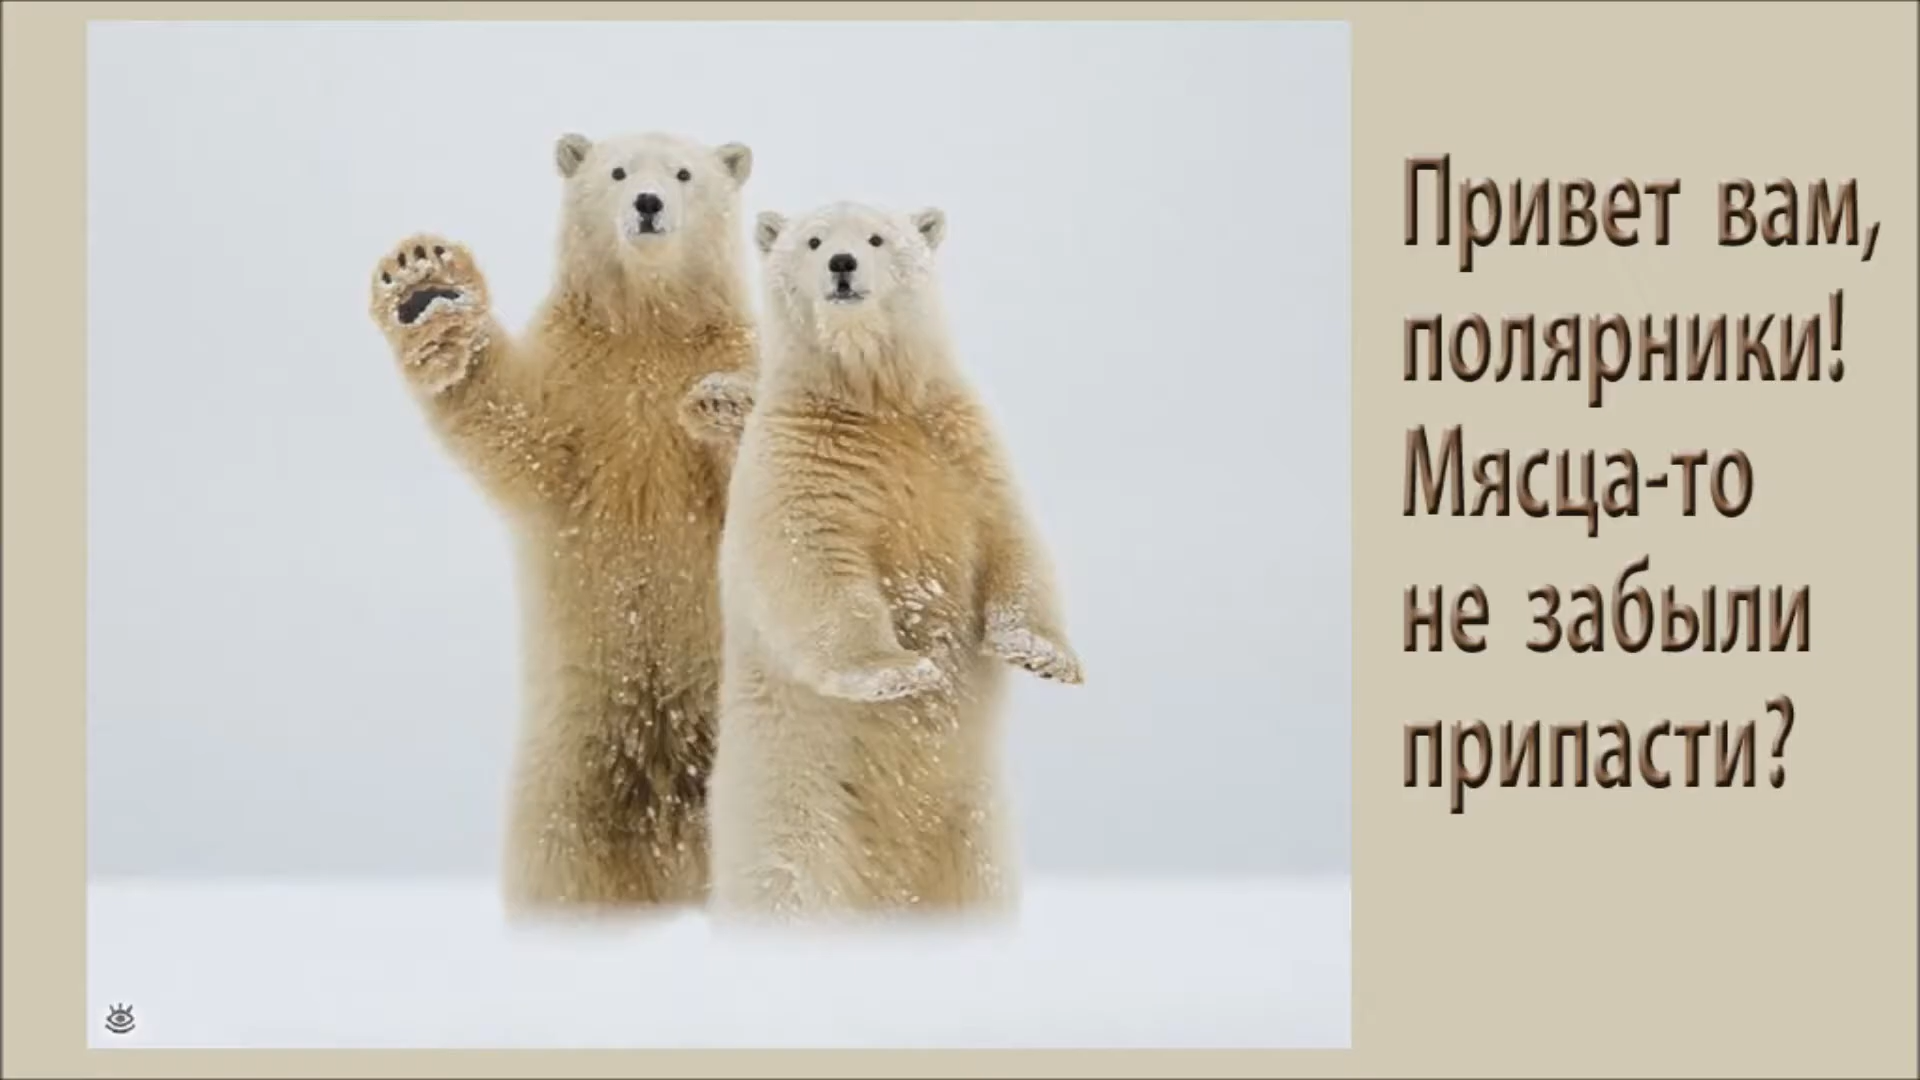 Привет вам,
полярники!
Мясца-то
не забыли
припасти?